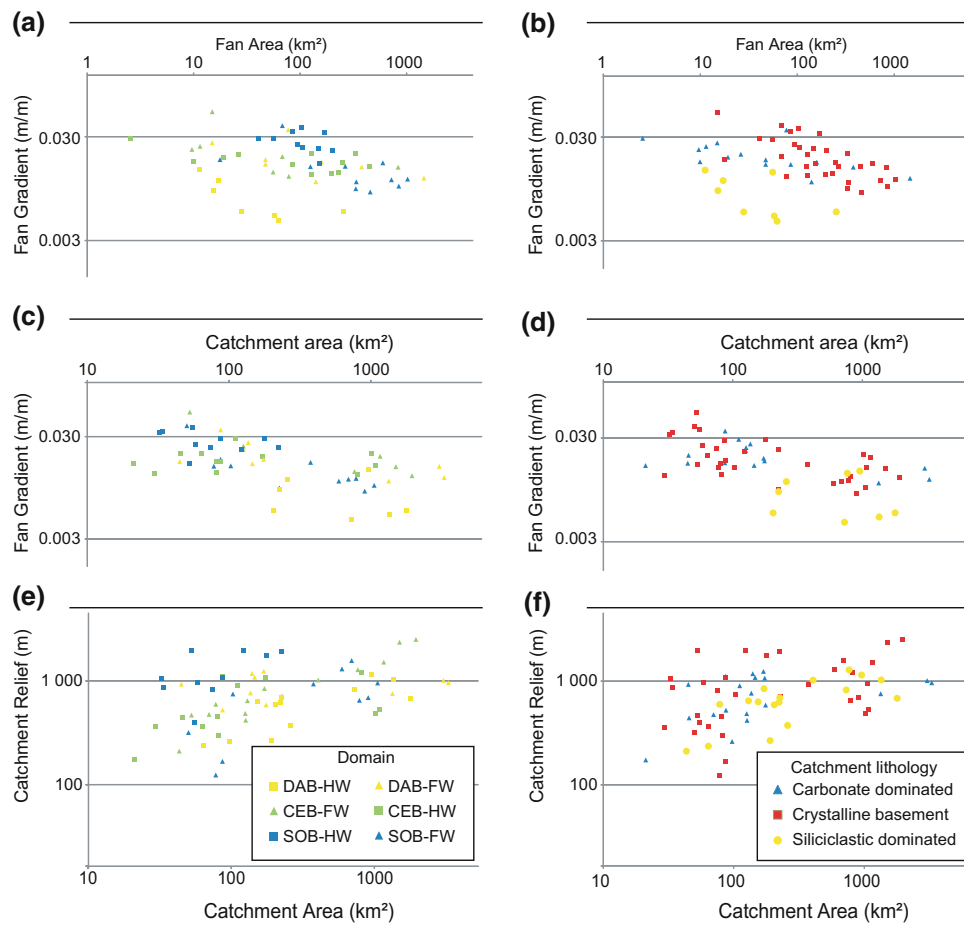 (a)
Fan Area (km²)
1 10 100 1000
Fan Gradient (m/m)
0.030
0.003
(b)
Fan Area (km²)
1 10 100 1000
Fan Gradient (m/m)
0.030
0.003
(c)
Catchment area (km²)
10 100 1000
Fan Gradient (m/m)
0.030
0.003
(d)
Catchment area (km²)
10 100 1000
Fan Gradient (m/m)
0.030
0.003
(e)
Catchment Relief (m)
1 000
100
Domain
DAB-HW DAB-FW
CEB-FW CEB-HW
SOB-HW SOB-FW
10 100 1000
Catchment Area (km²)
(f)
Catchment Relief (m)
1 000
100
Catchment lithology
Carbonate dominated
Crystalline basement
Siliciclastic dominated
10 100 1000
Catchment Area (km²)